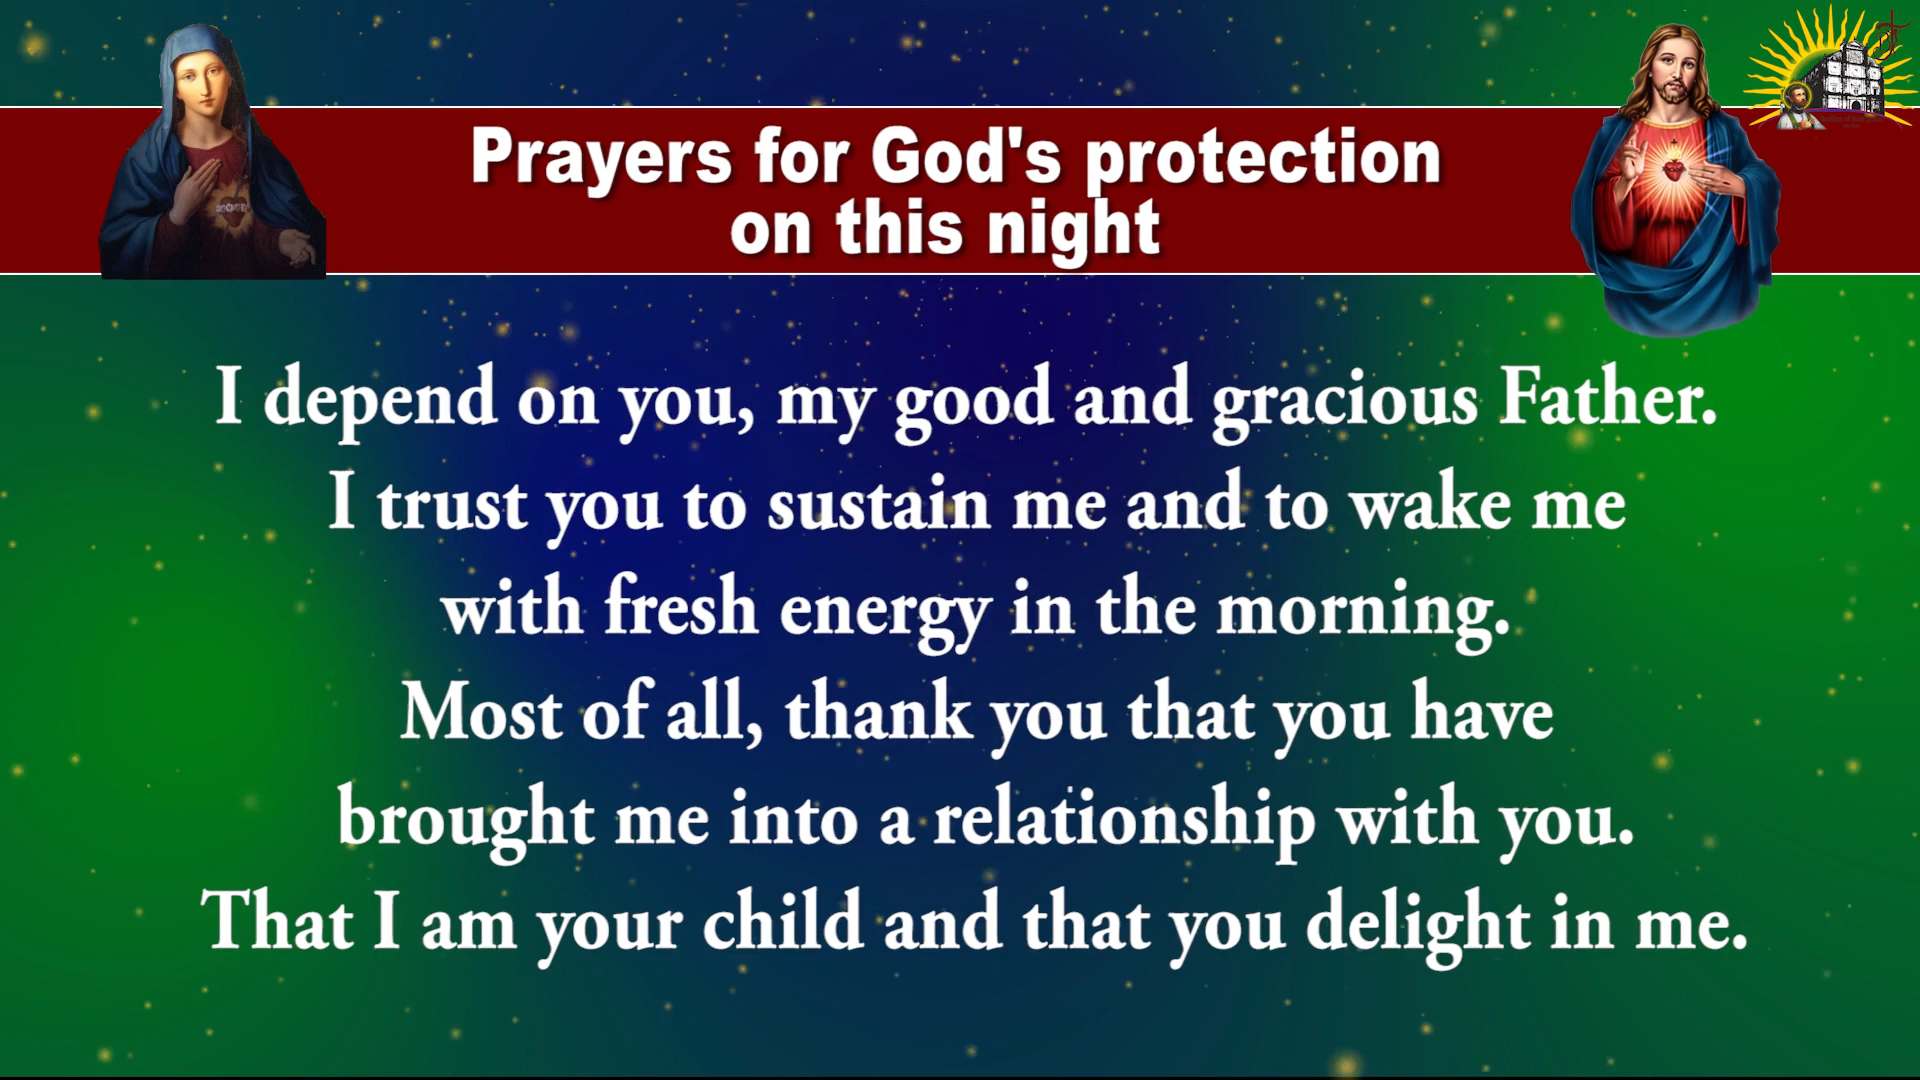 Prayers for God's protection
on this night
I depend on you, my good and gracious Father.
I trust you to sustain me and to wake me
with fresh energy in the morning.
Most of all, thank you that you have
brought me into a relationship with you.
That I am your child and that you delight in me.